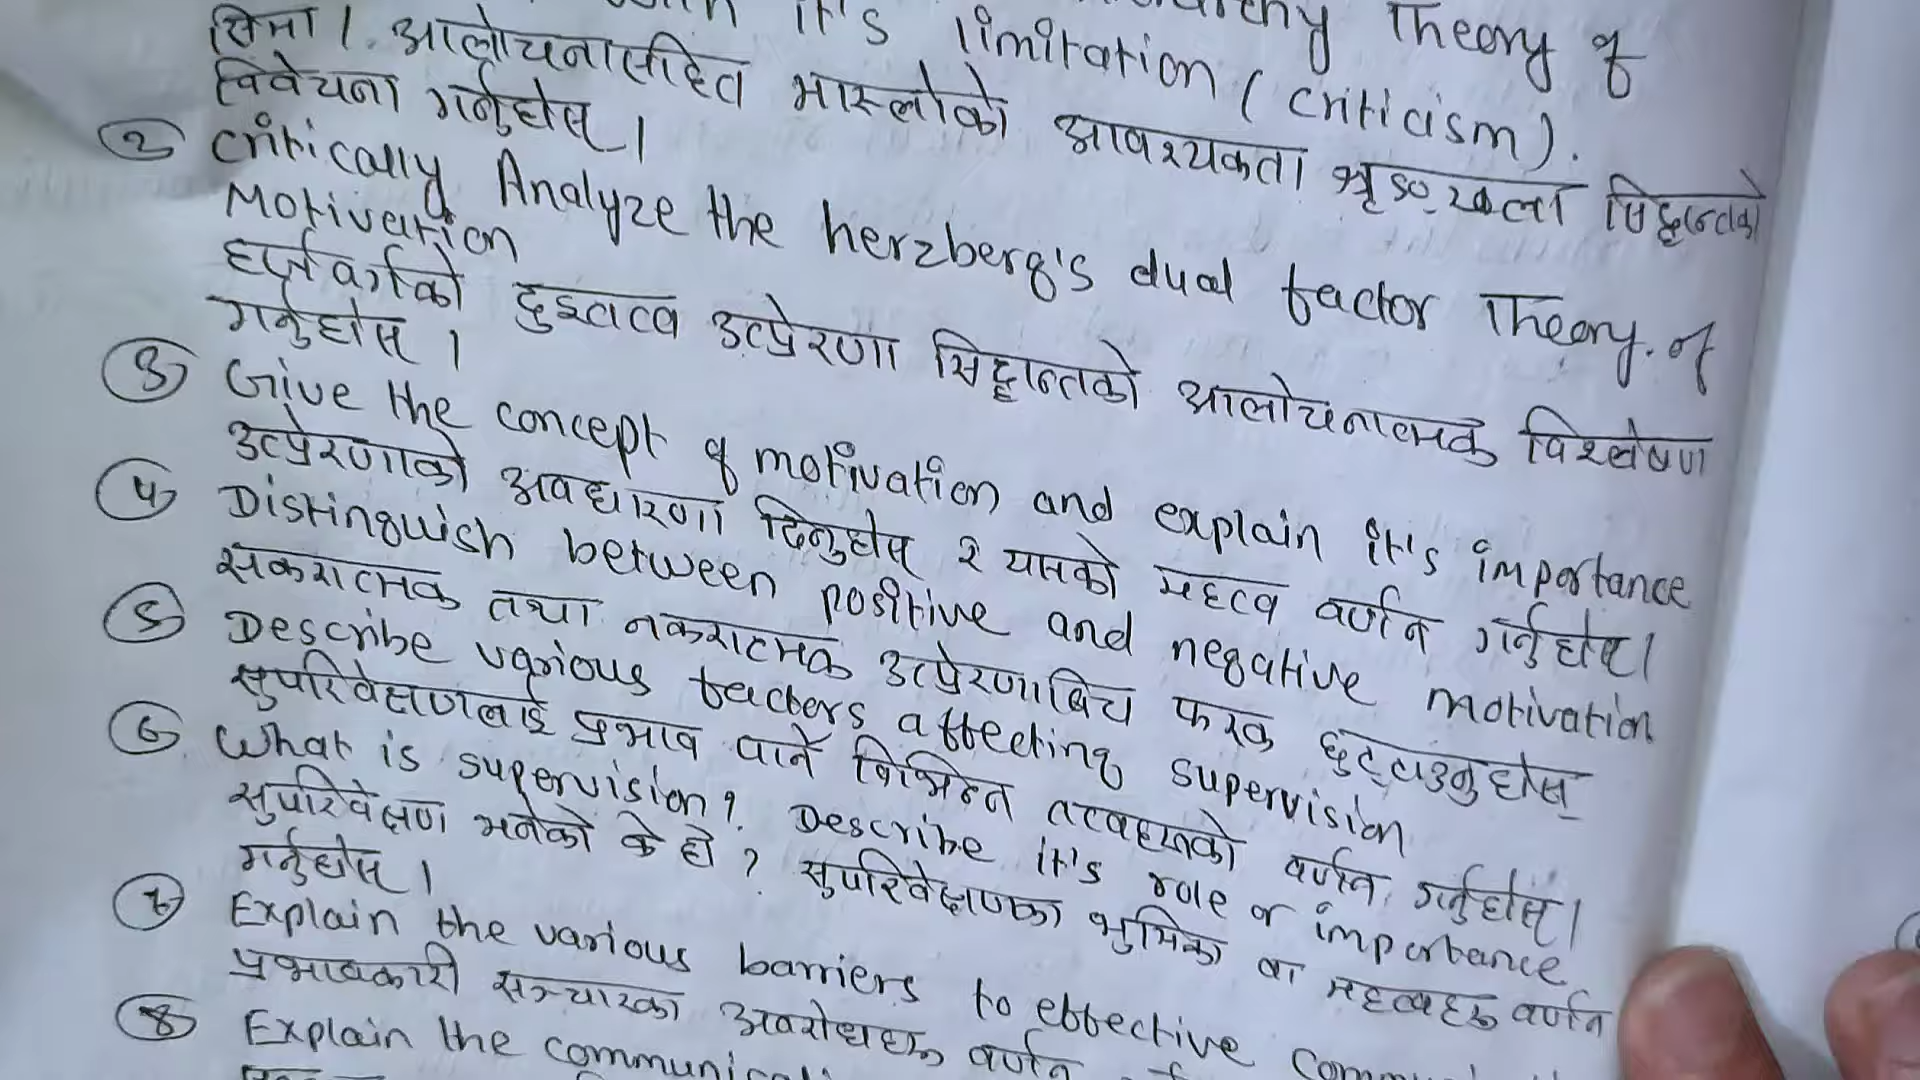 it's limitation (criticism).
Theory of
सिमा । आलोचनासहित मास्लोको आवश्यकता सिद्धान्तको
विवेचना गर्नुहोस् ।
② Critically Analyze the herzberg's dual factor Theory. of
Motivation
हर्जवर्गको दुइतत्व उत्प्रेरणा सिद्धान्तको आलोचनात्मक विश्लेषण
गर्नुहोस् ।
③ Give the concept of motivation and explain it's importance
उत्प्रेरणाको अवधारणा दिनुहोस् र यसको महत्व वर्णन गर्नुहोस् ।
④ Distinguish between positive and negative motivation
सकरात्मक तथा नकरात्मक उत्प्रेरणाबिच फरक छुट्टाउनुहोस्
⑤ Describe various factors affecting supervision
सुपरिवेक्षणलाई प्रभाव पार्ने विभिन्न तत्वहरुको वर्णन गर्नुहोस् ।
⑥ What is supervision? Describe it's role or importance
सुपरिवेक्षण भनेको के हो ? सुपरिवेक्षणका भुमिका वा महत्वहरु वर्णन
गर्नुहोस् ।
⑦ Explain the various barriers to effective
प्रभावकारी सञ्चारका अवरोधहरु वर्णन
⑧ Explain the